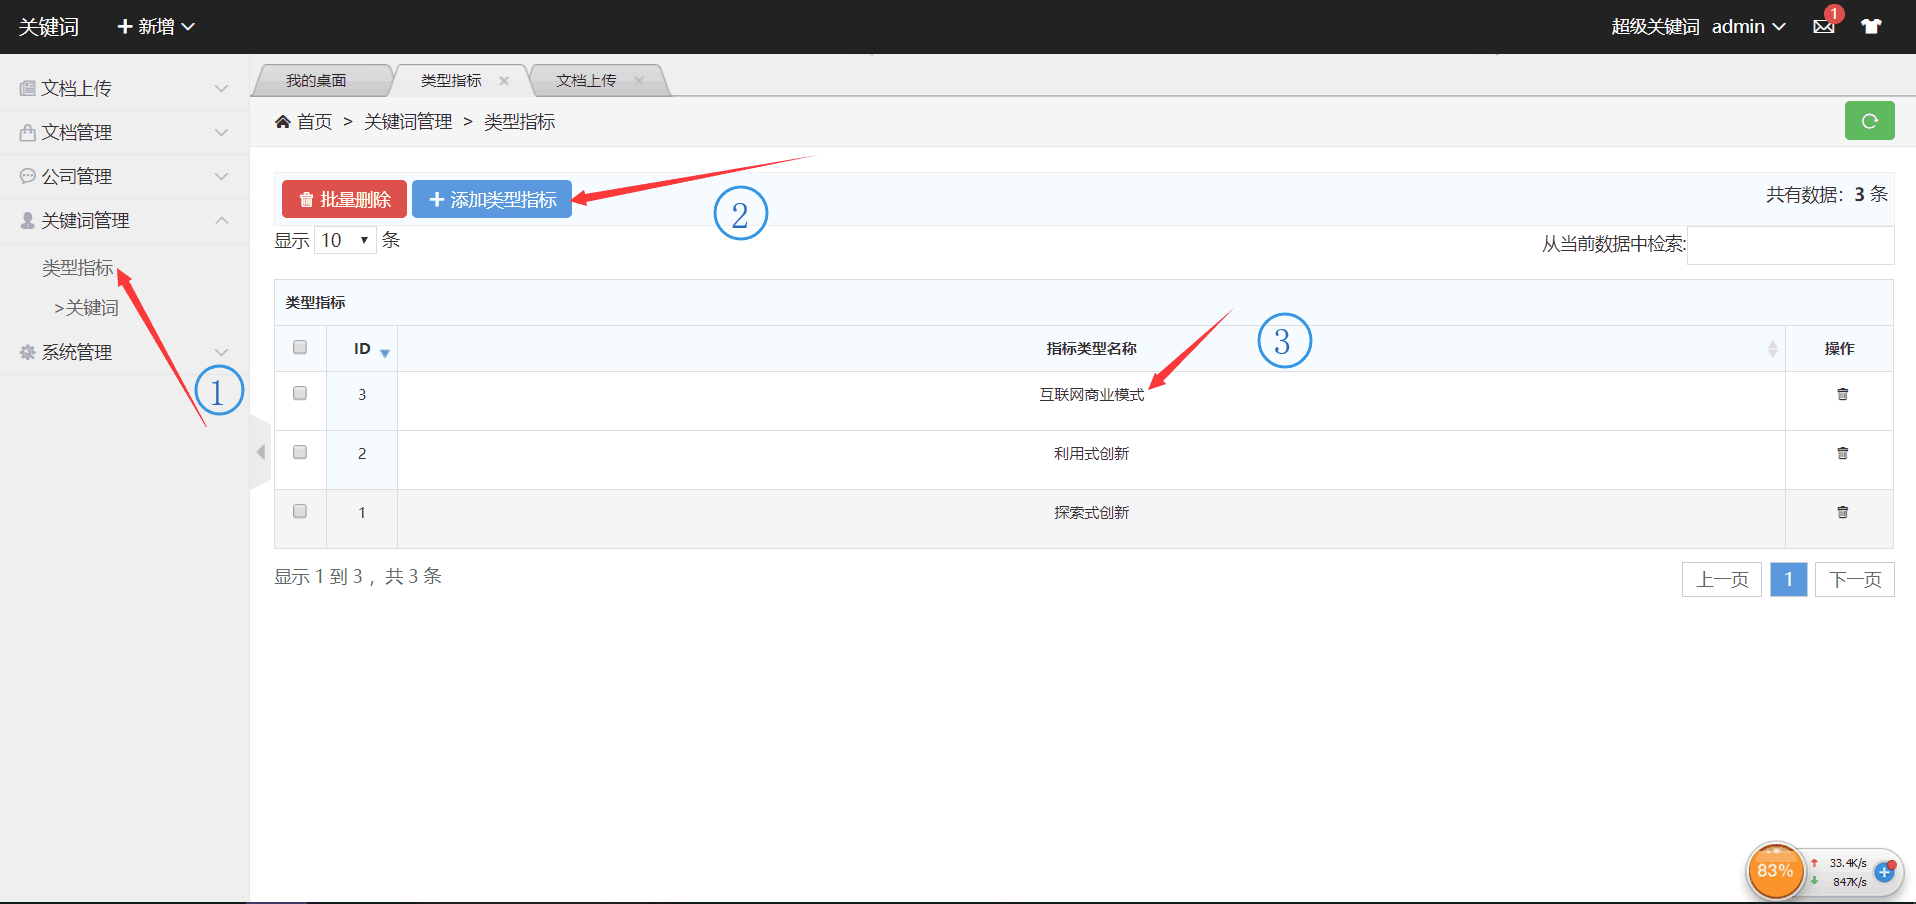 关键词 新增 超级关键词 admin 1
文档上传
文档管理
公司管理
关键词管理
类型指标
>关键词
系统管理
1
我的桌面 类型指标 文档上传
首页 > 关键词管理 > 类型指标
批量删除 添加类型指标 2 共有数据：3 条
显示 10 条 从当前数据中检索:
类型指标
ID 指标类型名称 3 操作
3 互联网商业模式
2 利用式创新
1 探索式创新
显示 1 到 3 ，共 3 条 上一页 1 下一页
83% 33.4K/s
847K/s